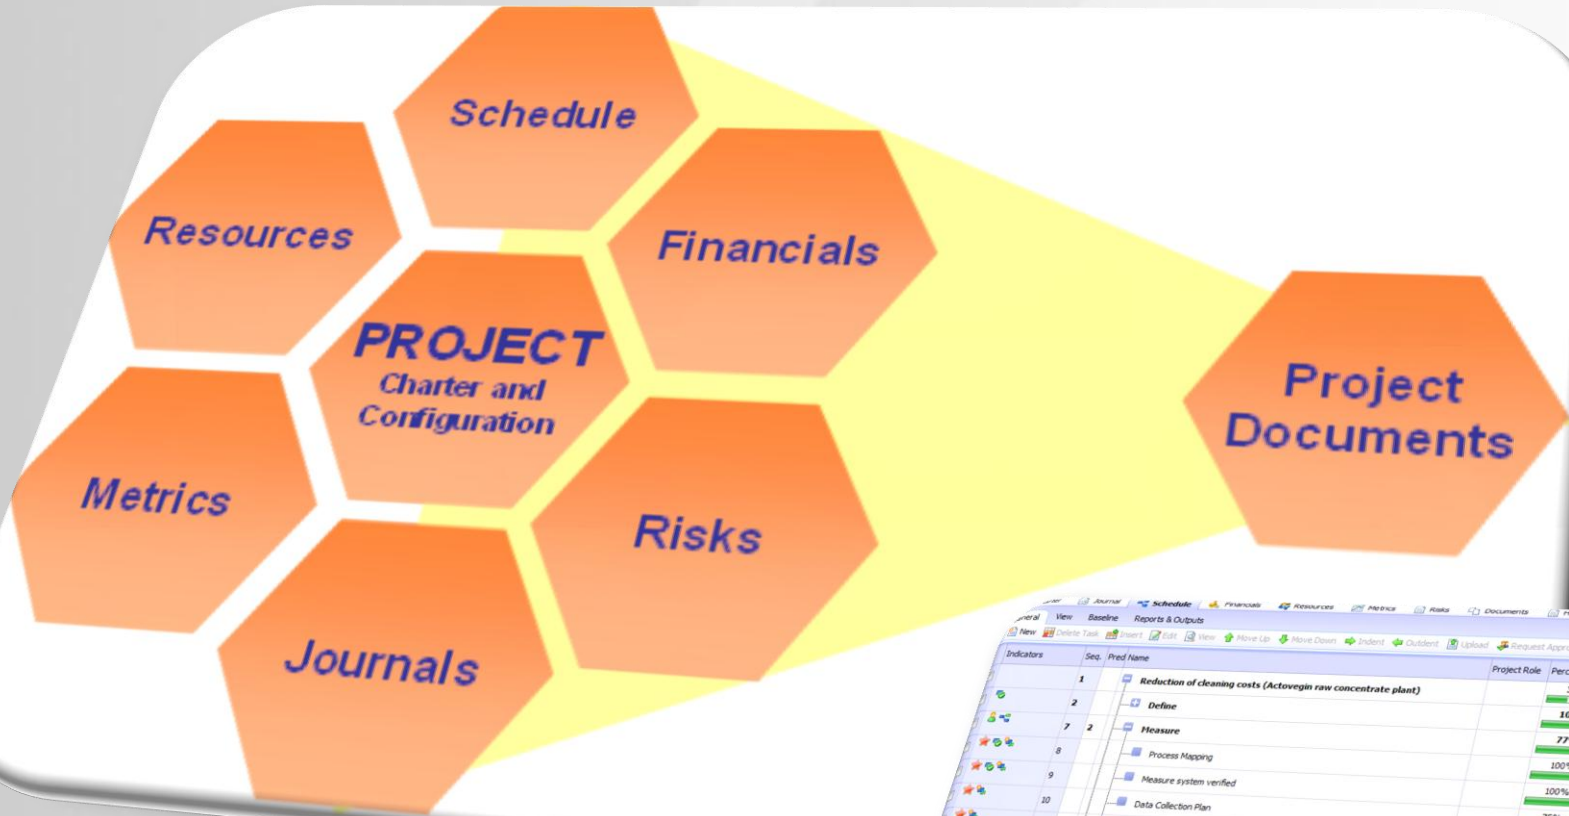 Schedule
Resources
Financials
PROJECT
Charter and
Configuration
Project
Documents
Metrics
Risks
Journals
Journal Schedule Financials Resources Metrics Risks Documents
View Baseline Reports & Outputs
New Delete Task Insert Edit View Move Up Move Down Indent Outdent Upload Request
Indicators Seq. Pred Name Project Role
1 Reduction of cleaning costs (Actovegin raw concentrate plant)
2 Define
7 2 Measure
8 Process Mapping
9 Measure system verified
10 Data Collection Plan